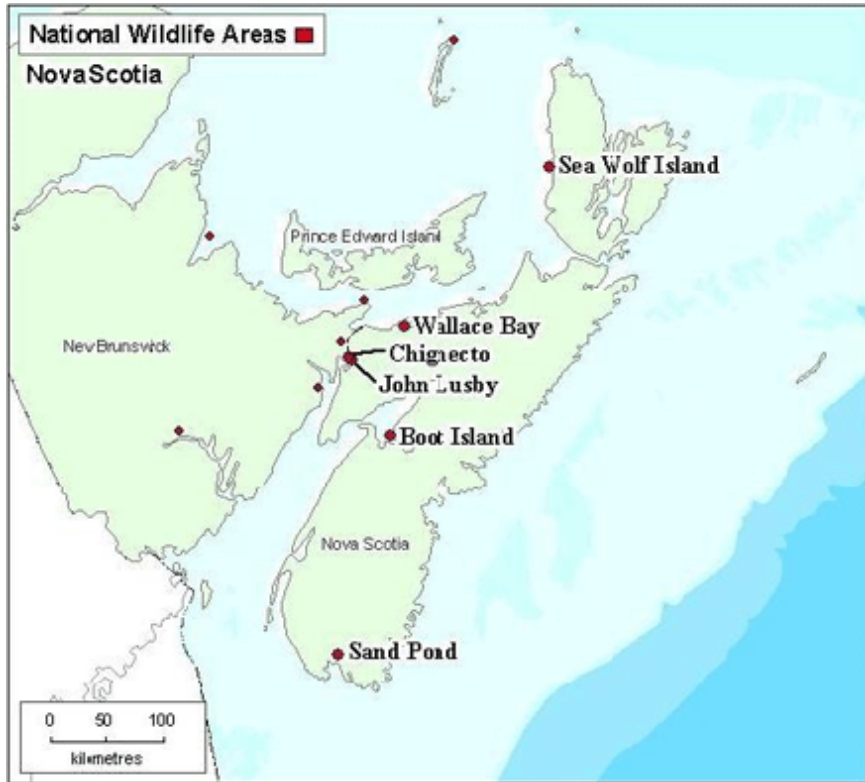 National Wildlife Areas
NovaScotia
Sea Wolf Island
Prince Edward Island
Wallace Bay
New Brunswick
Chignecto
John Lusby
Boot Island
Nova Scotia
Sand Pond
0 50 100
kilometres